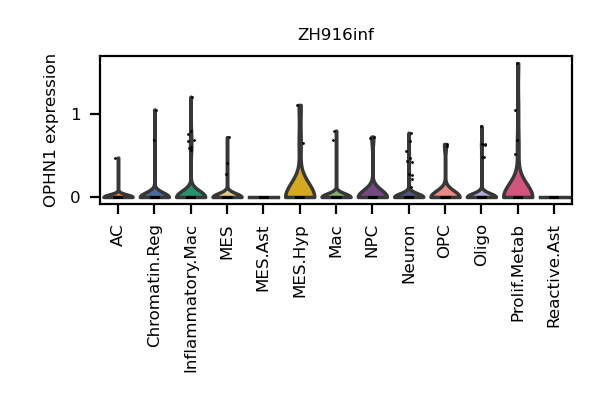 ZH916inf
OPHN1 expression
1
0
AC
Chromatin.Reg
Inflammatory.Mac
MES
MES.Ast
MES.Hyp
Mac
NPC
Neuron
OPC
Oligo
Prolif.Metab
Reactive.Ast